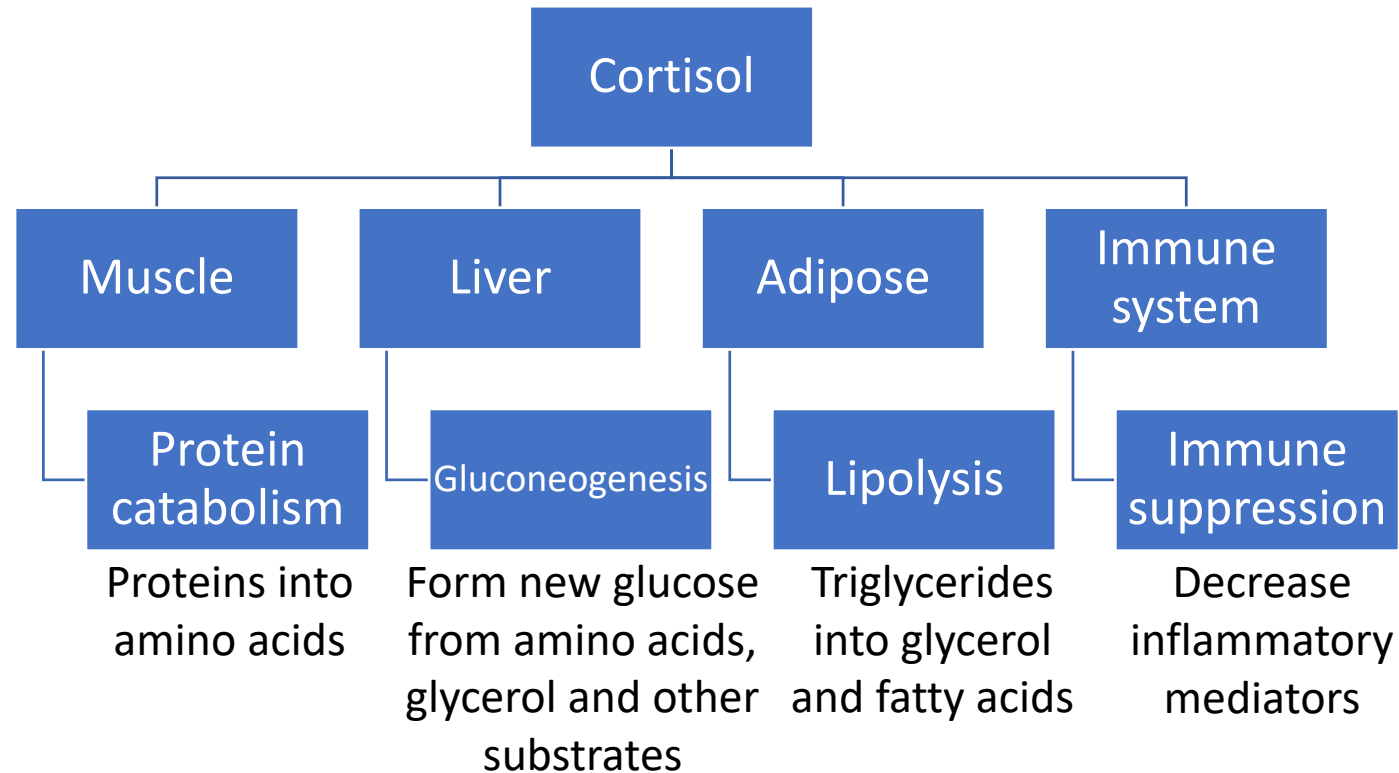 Cortisol
Muscle
Liver
Adipose
Immune
system
Protein
catabolism
Gluconeogenesis
Lipolysis
Immune
suppression
Proteins into
amino acids
Form new glucose
from amino acids,
glycerol and other
substrates
Triglycerides
into glycerol
and fatty acids
Decrease
inflammatory
mediators